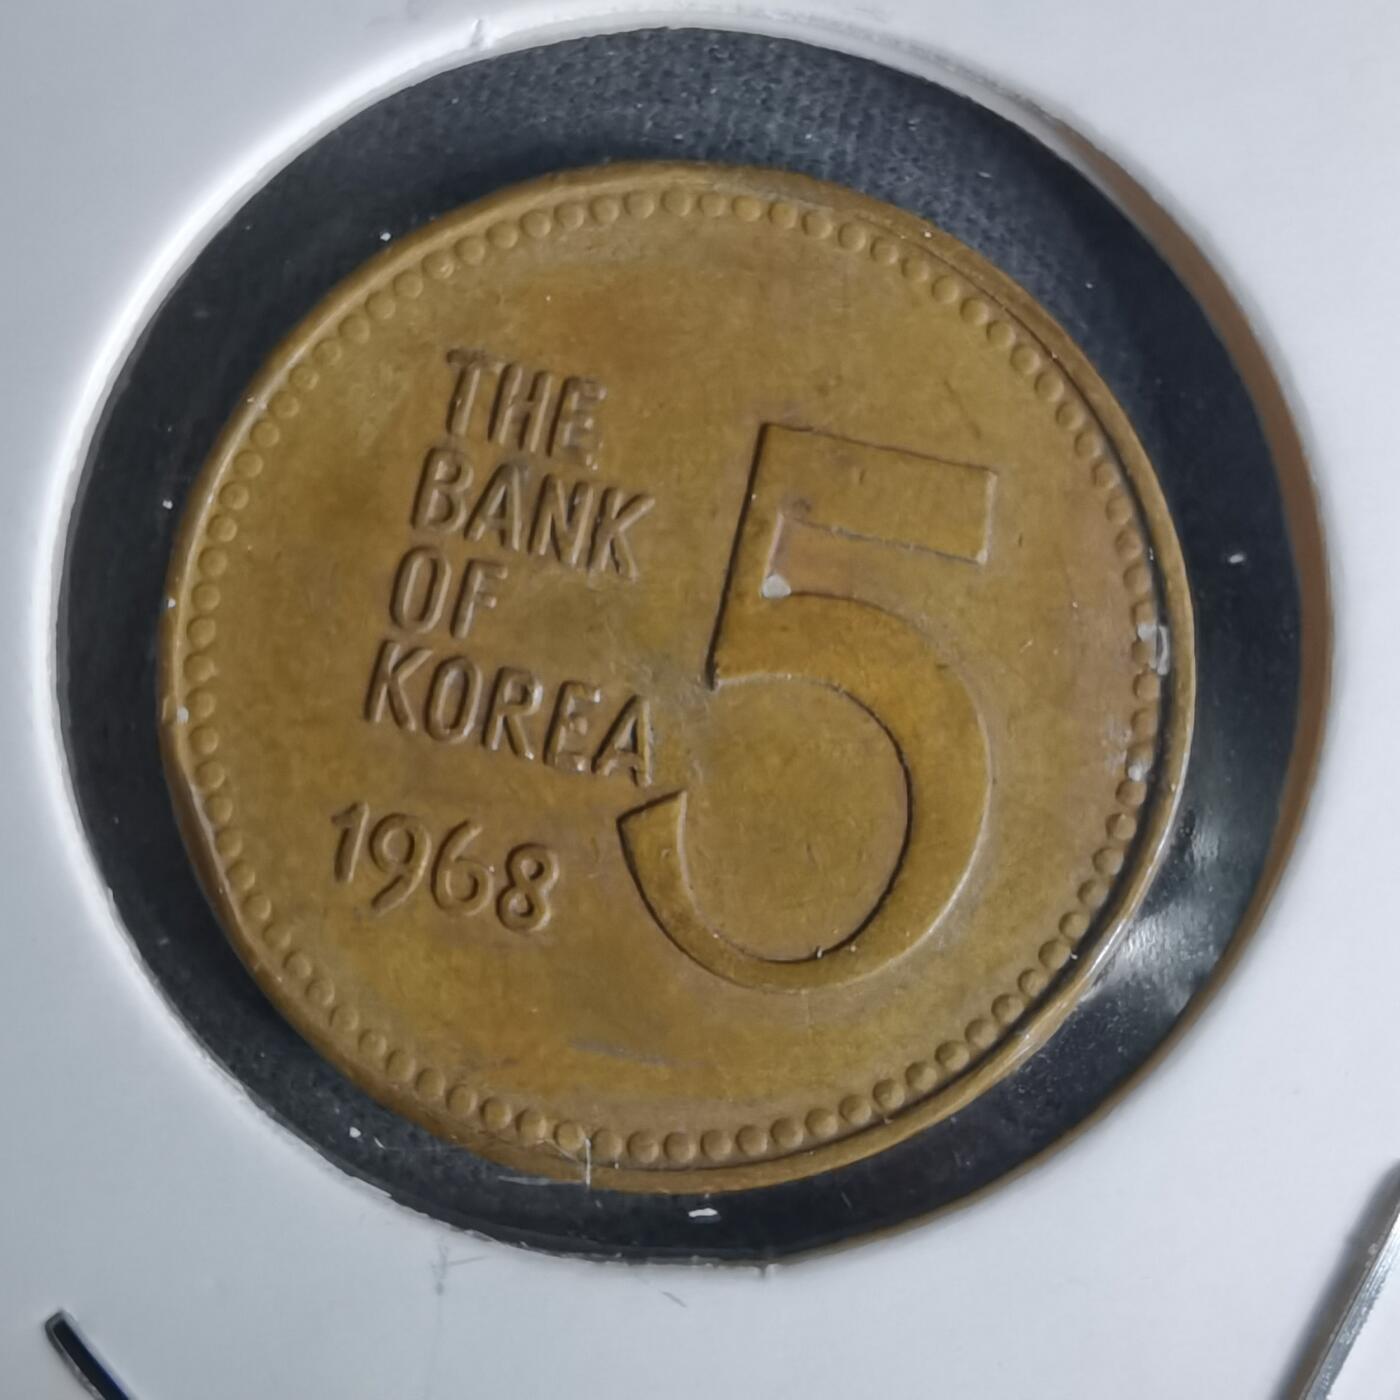 THE
BANK
OF
KOREA
1968
5